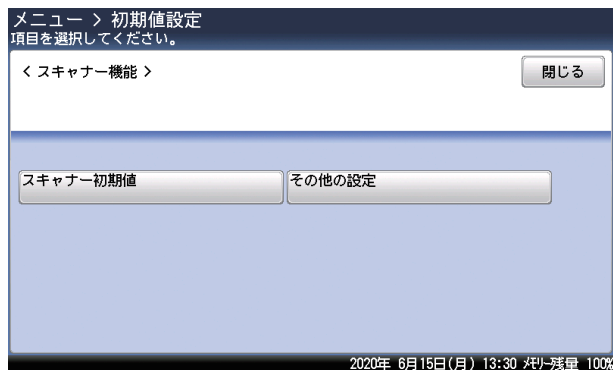 メニュー > 初期値設定
項目を選択してください。
< スキャナー機能 >
閉じる
スキャナー初期値
その他の設定
2020年 6月15日(月) 13:30 メモリー残量 100%